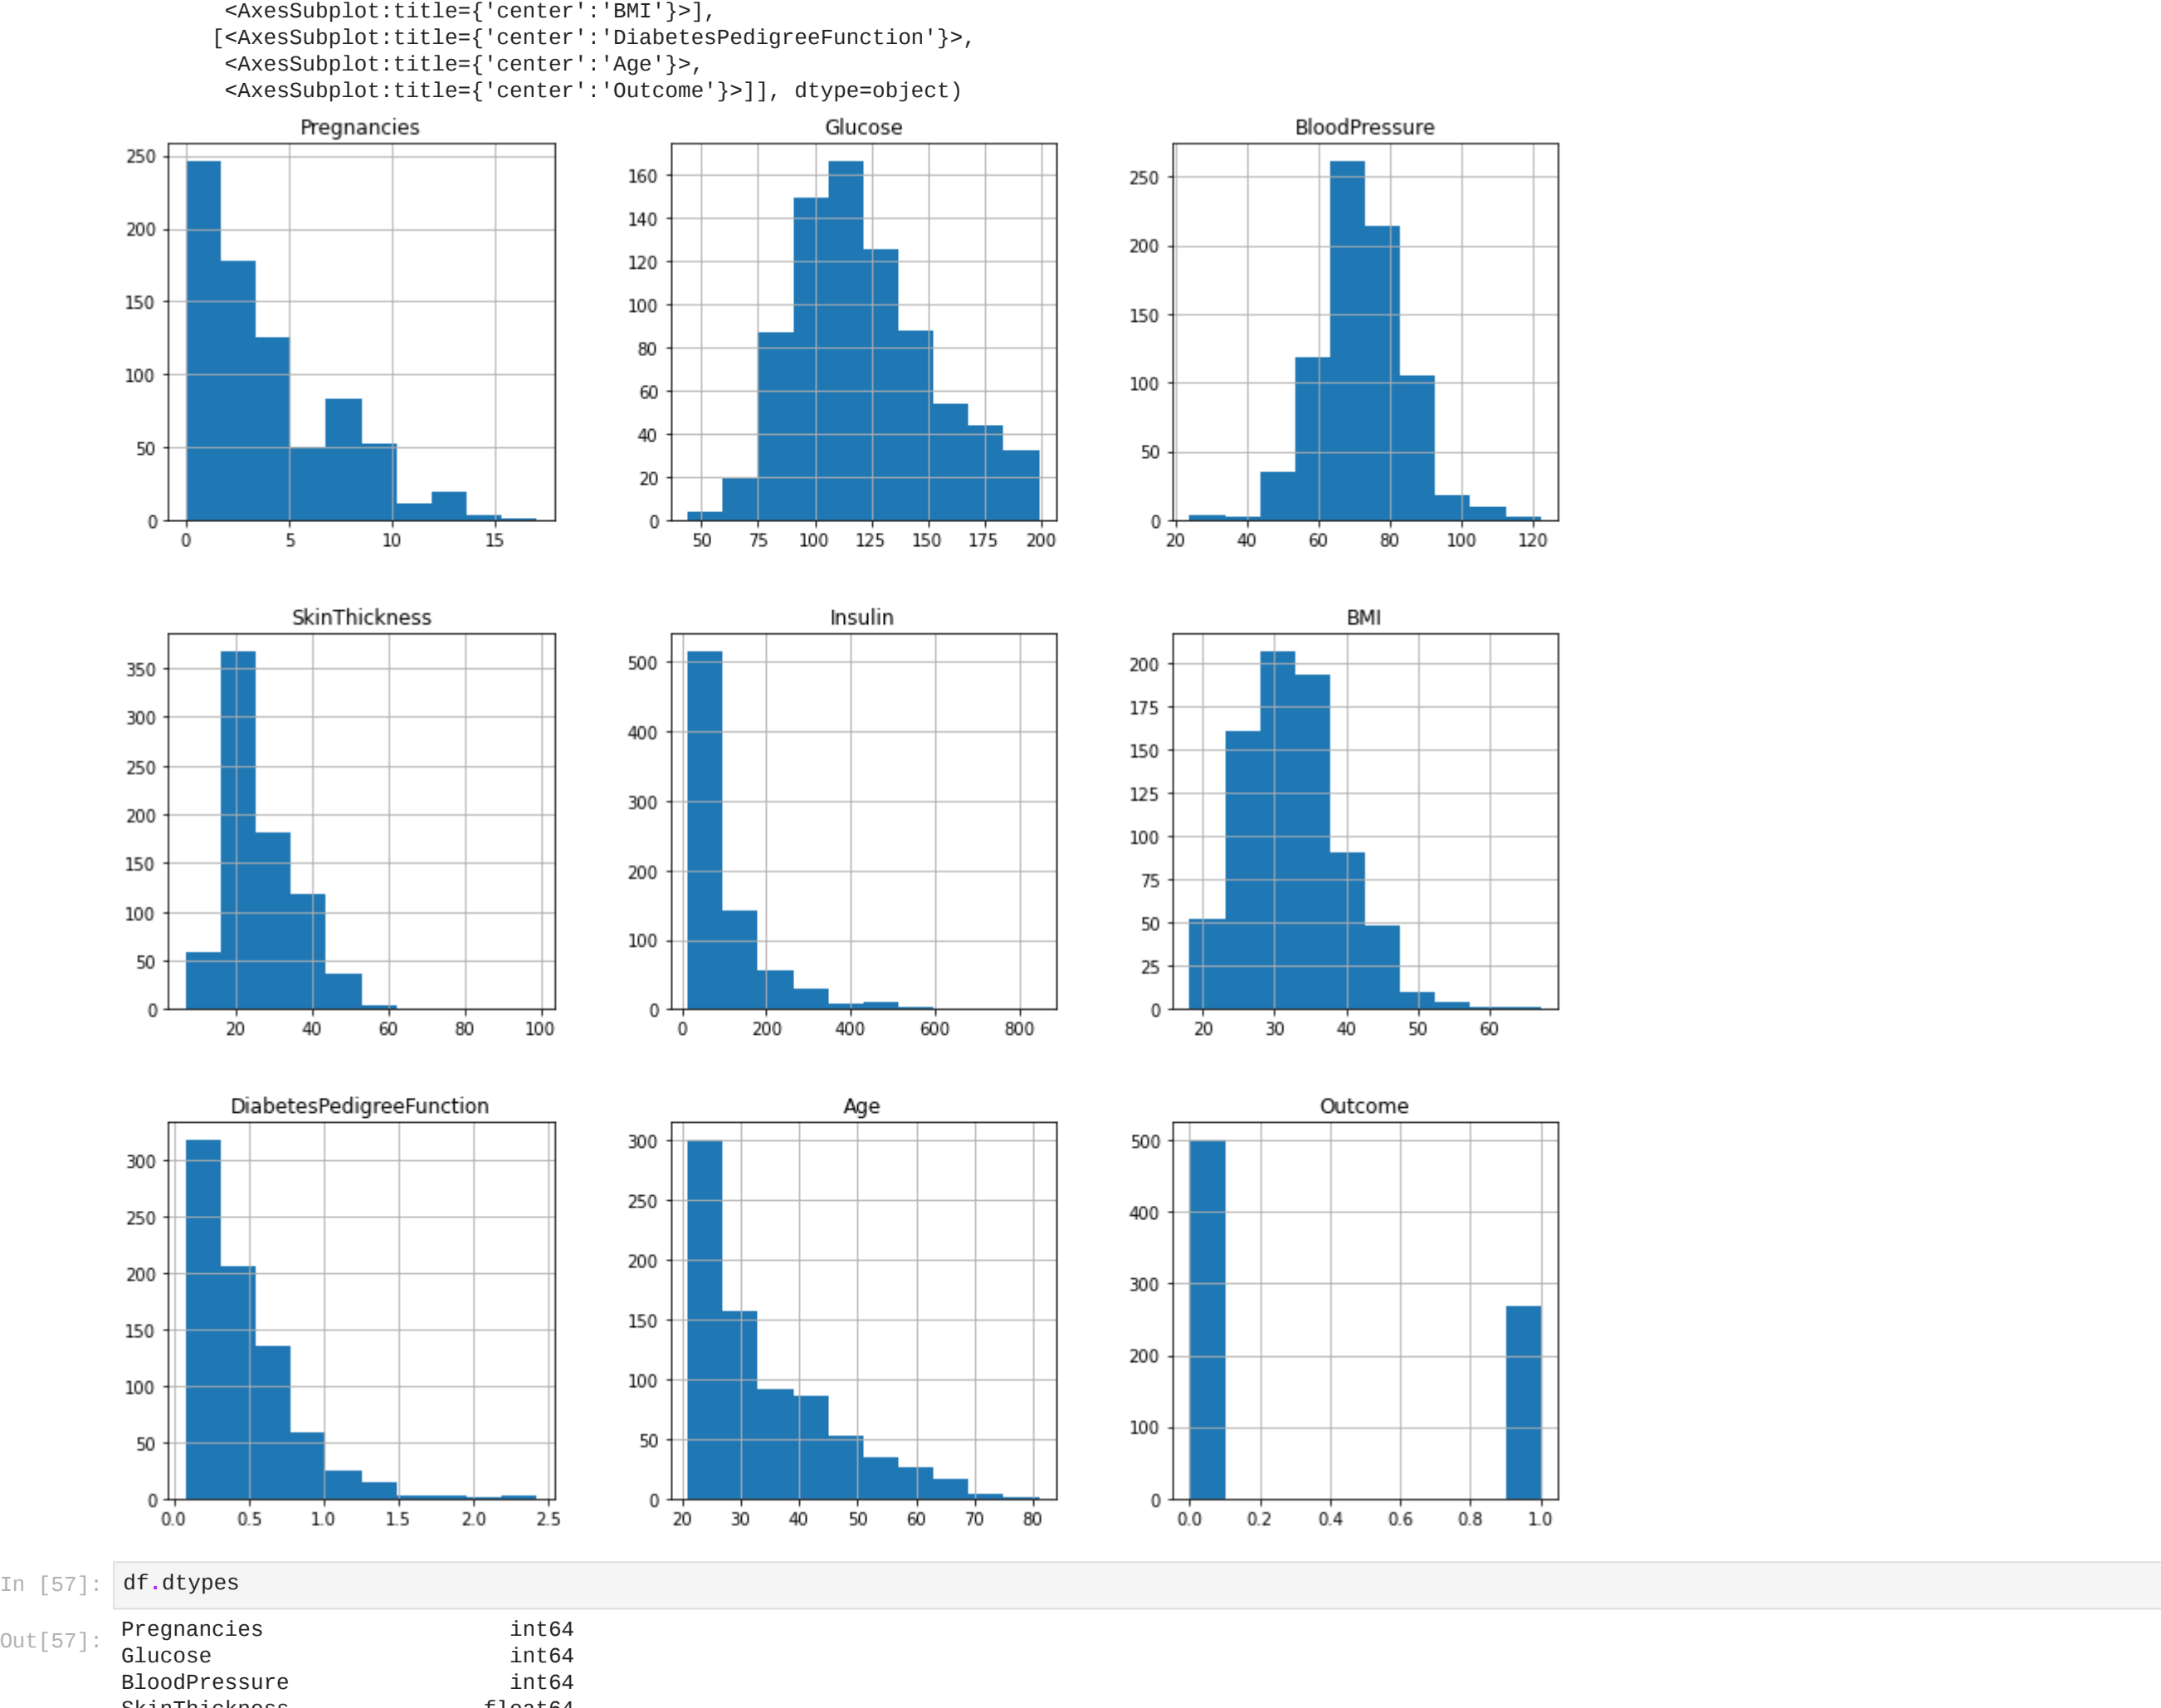 <AxesSubplot:title={'center':'BMI'}>],
[<AxesSubplot:title={'center':'DiabetesPedigreeFunction'}>,
<AxesSubplot:title={'center':'Age'}>,
<AxesSubplot:title={'center':'Outcome'}>]], dtype=object)
Pregnancies
250
200
150
100
50
0
0 5 10 15
Glucose
160
140
120
100
80
60
40
20
0
50 75 100 125 150 175 200
BloodPressure
250
200
150
100
50
0
20 40 60 80 100 120
SkinThickness
350
300
250
200
150
100
50
0
20 40 60 80 100
Insulin
500
400
300
200
100
0
0 200 400 600 800
BMI
200
175
150
125
100
75
50
25
0
20 30 40 50 60
DiabetesPedigreeFunction
300
250
200
150
100
50
0
0.0 0.5 1.0 1.5 2.0 2.5
Age
300
250
200
150
100
50
0
20 30 40 50 60 70 80
Outcome
500
400
300
200
100
0
0.0 0.2 0.4 0.6 0.8 1.0
In [57]: df.dtypes
Out[57]: Pregnancies int64
Glucose int64
BloodPressure int64
SkinThickness float64